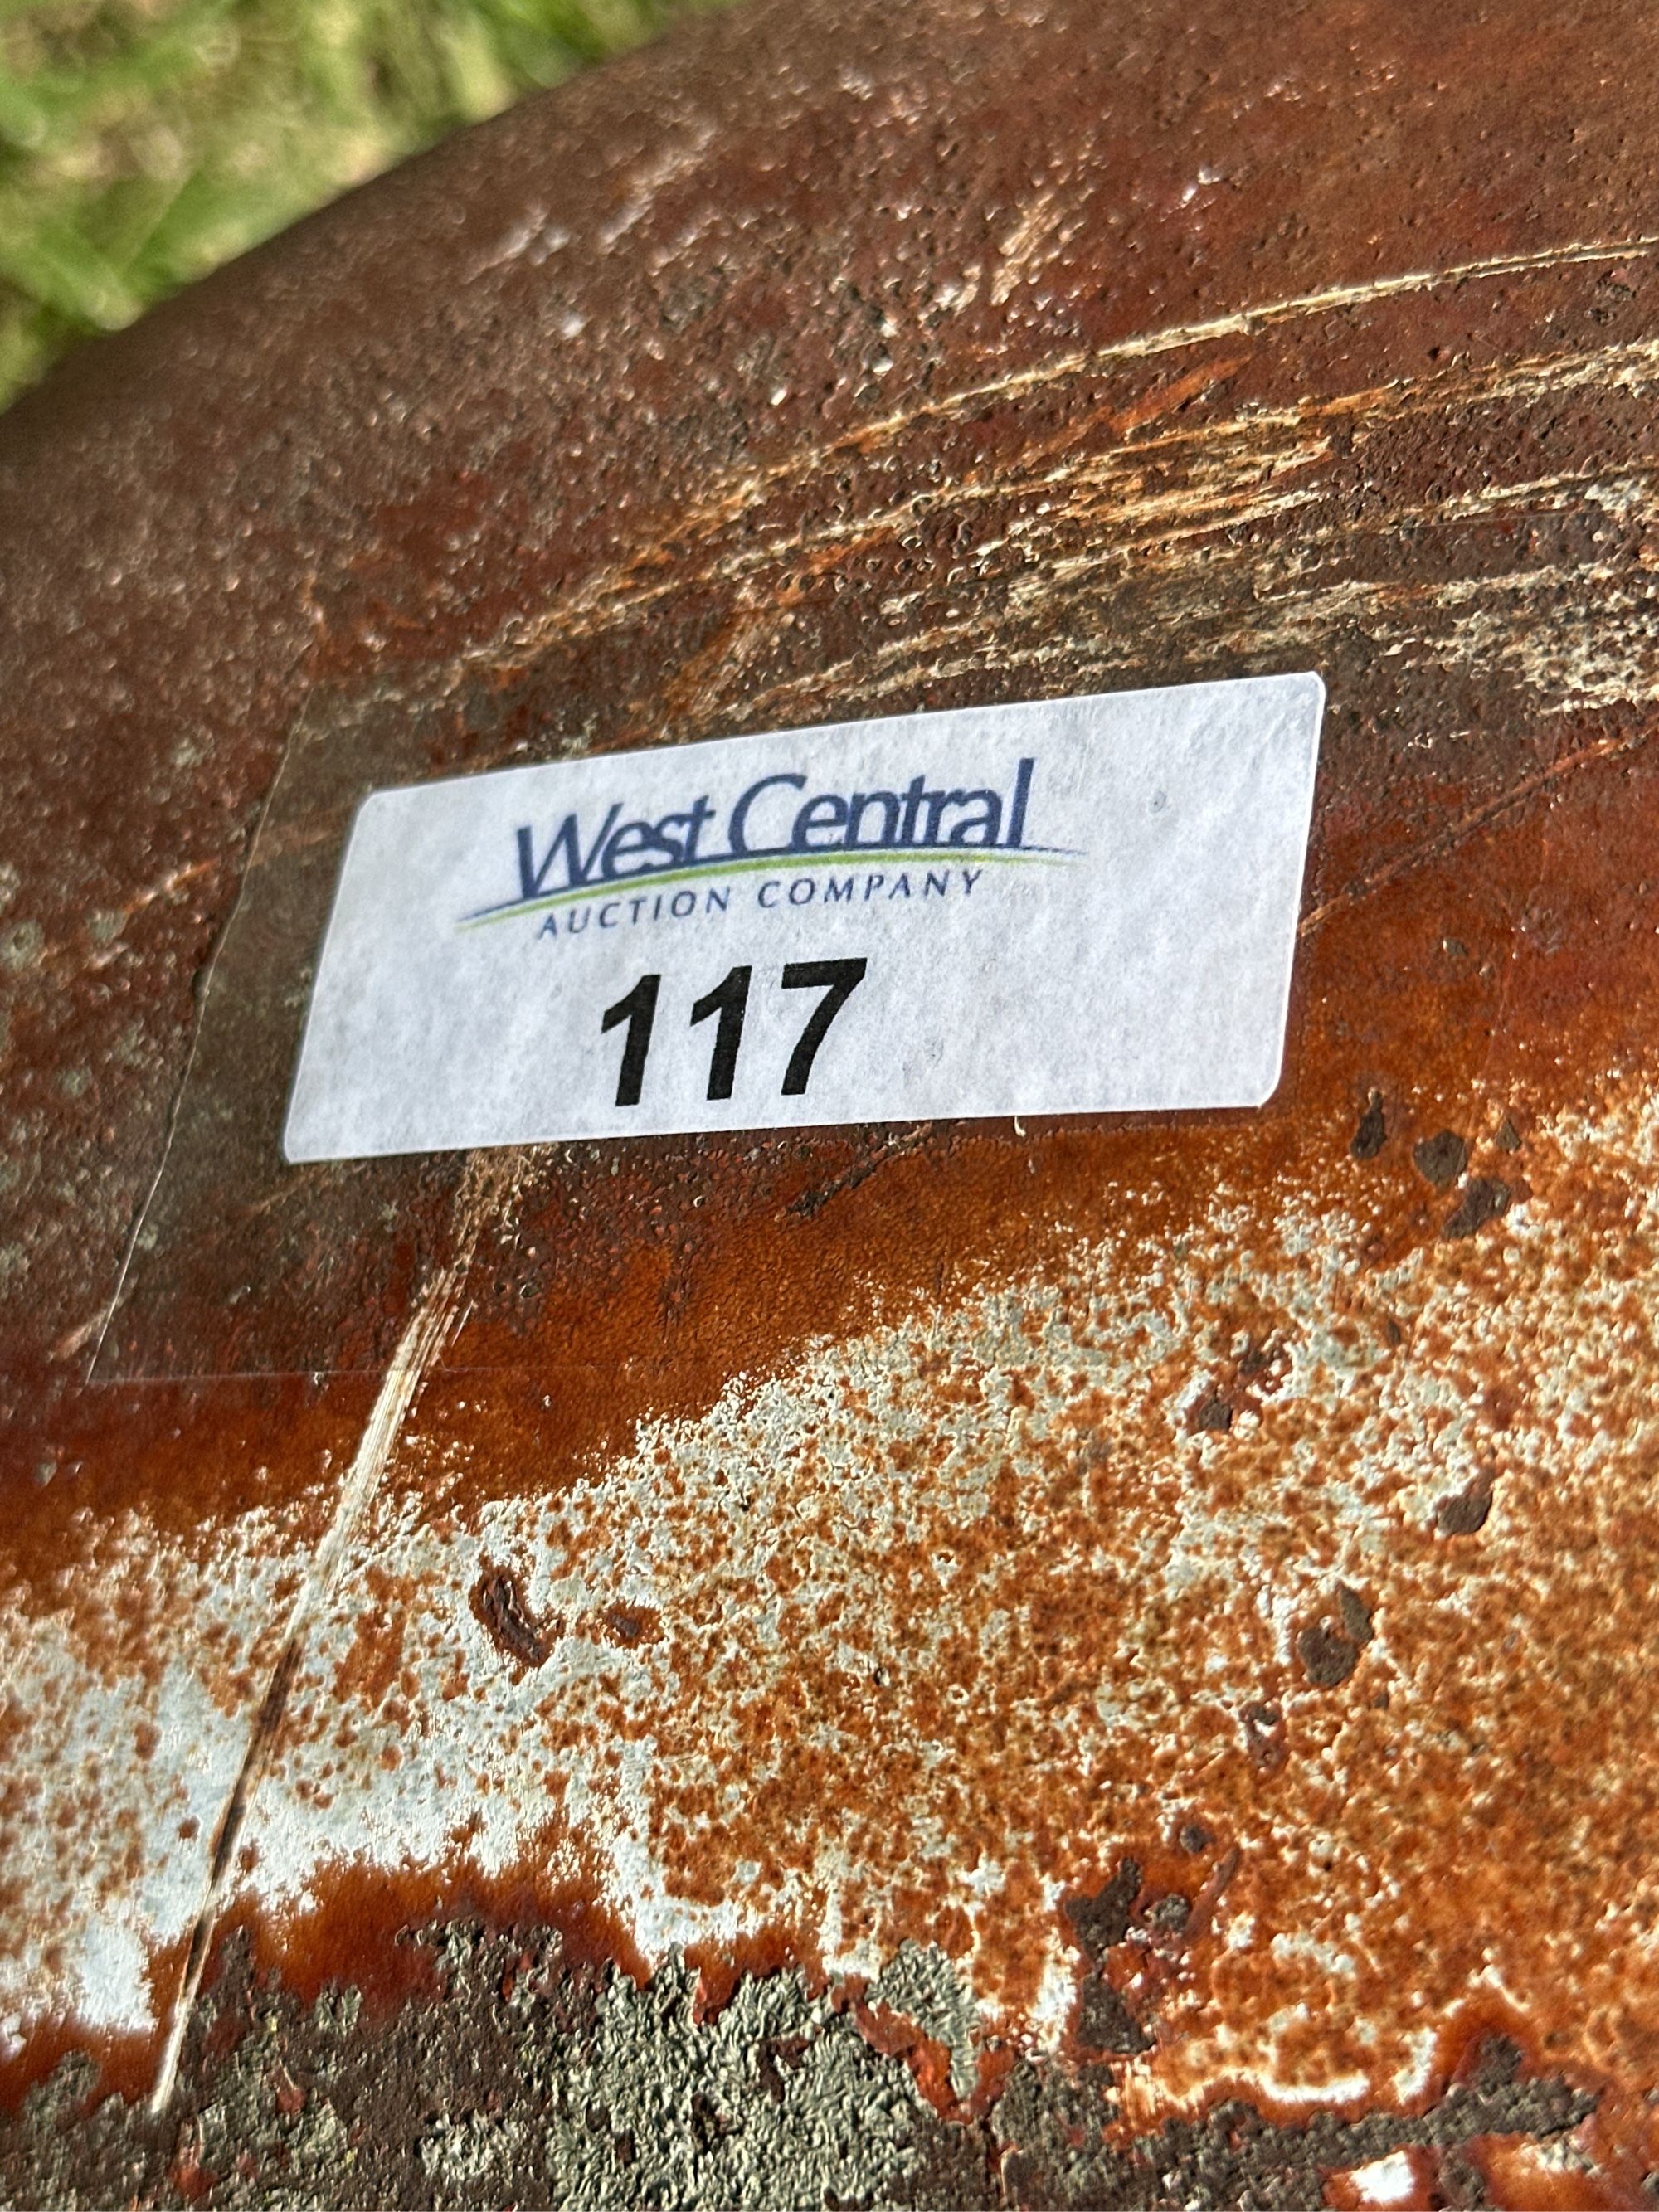 West Central
AUCTION COMPANY
117